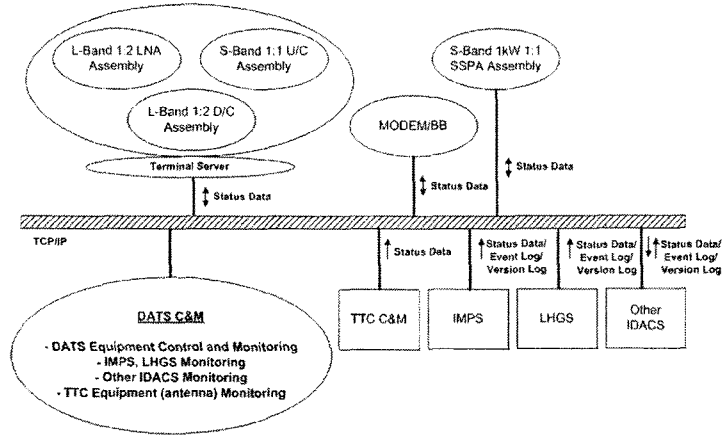 L-Band 1:2 LNA
Assembly
S-Band 1:1 U/C
Assembly
L-Band 1:2 D/C
Assembly
Terminal Server
Status Data
MODEM/BB
Status Data
S-Band 1kW 1:1
SSPA Assembly
Status Data
TCP/IP
DATS C&M
- DATS Equipment Control and Monitoring
- IMPS, LHGS Monitoring
- Other IDACS Monitoring
- TTC Equipment (antenna) Monitoring
Status Data
TTC C&M
Status Data/
Event Log/
Version Log
IMPS
Status Data/
Event Log/
Version Log
LHGS
Status Data/
Event Log/
Version Log
Other
IDACS